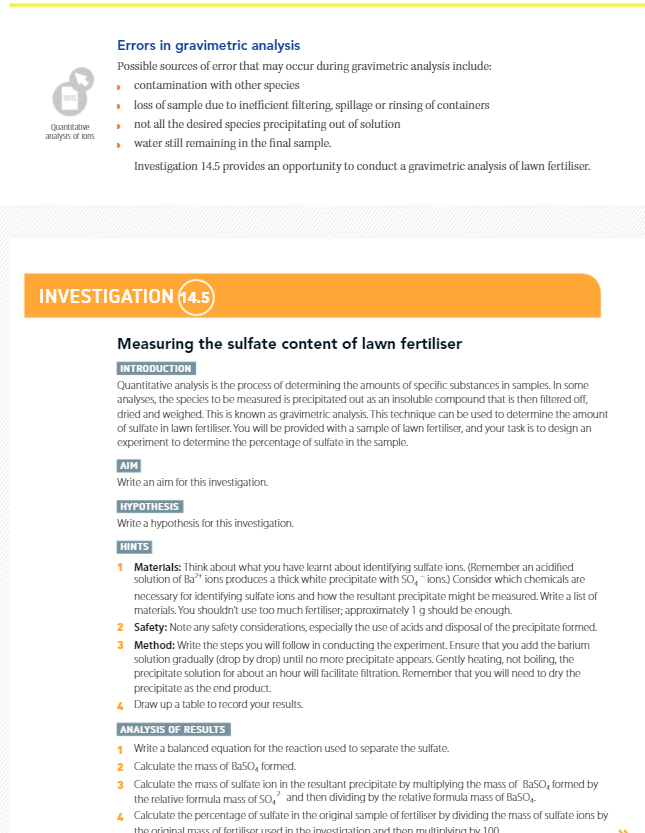 Errors in gravimetric analysis
Possible sources of error that may occur during gravimetric analysis include:
contamination with other species
loss of sample due to inefficient filtering, spillage or rinsing of containers
not all the desired species precipitating out of solution
water still remaining in the final sample.
Investigation 14.5 provides an opportunity to conduct a gravimetric analysis of lawn fertiliser.
WS
Quantitative
analysis of ions
INVESTIGATION 14.5
Measuring the sulfate content of lawn fertiliser
INTRODUCTION
Quantitative analysis is the process of determining the amounts of specific substances in samples. In some
analyses, the species to be measured is precipitated out as an insoluble compound that is then filtered off,
dried and weighed. This is known as gravimetric analysis. This technique can be used to determine the amount
of sulfate in lawn fertiliser. You will be provided with a sample of lawn fertiliser, and your task is to design an
experiment to determine the percentage of sulfate in the sample.
AIM
Write an aim for this investigation.
HYPOTHESIS
Write a hypothesis for this investigation.
HINTS
1 Materials: Think about what you have learnt about identifying sulfate ions. (Remember an acidified
solution of Ba²⁺ ions produces a thick white precipitate with SO₄⁻ ions.) Consider which chemicals are
necessary for identifying sulfate ions and how the resultant precipitate might be measured. Write a list of
materials. You shouldn't use too much fertiliser; approximately 1 g should be enough.
2 Safety: Note any safety considerations, especially the use of acids and disposal of the precipitate formed.
3 Method: Write the steps you will follow in conducting the experiment. Ensure that you add the barium
solution gradually (drop by drop) until no more precipitate appears. Gently heating, not boiling, the
precipitate solution for about an hour will facilitate filtration. Remember that you will need to dry the
precipitate as the end product.
4 Draw up a table to record your results.
ANALYSIS OF RESULTS
1 Write a balanced equation for the reaction used to separate the sulfate.
2 Calculate the mass of BaSO₄ formed.
3 Calculate the mass of sulfate ion in the resultant precipitate by multiplying the mass of BaSO₄ formed by
the relative formula mass of SO₄² and then dividing by the relative formula mass of BaSO₄.
4 Calculate the percentage of sulfate in the original sample of fertiliser by dividing the mass of sulfate ions by
the original mass of fertiliser used in the investigation and then multiplying by 100